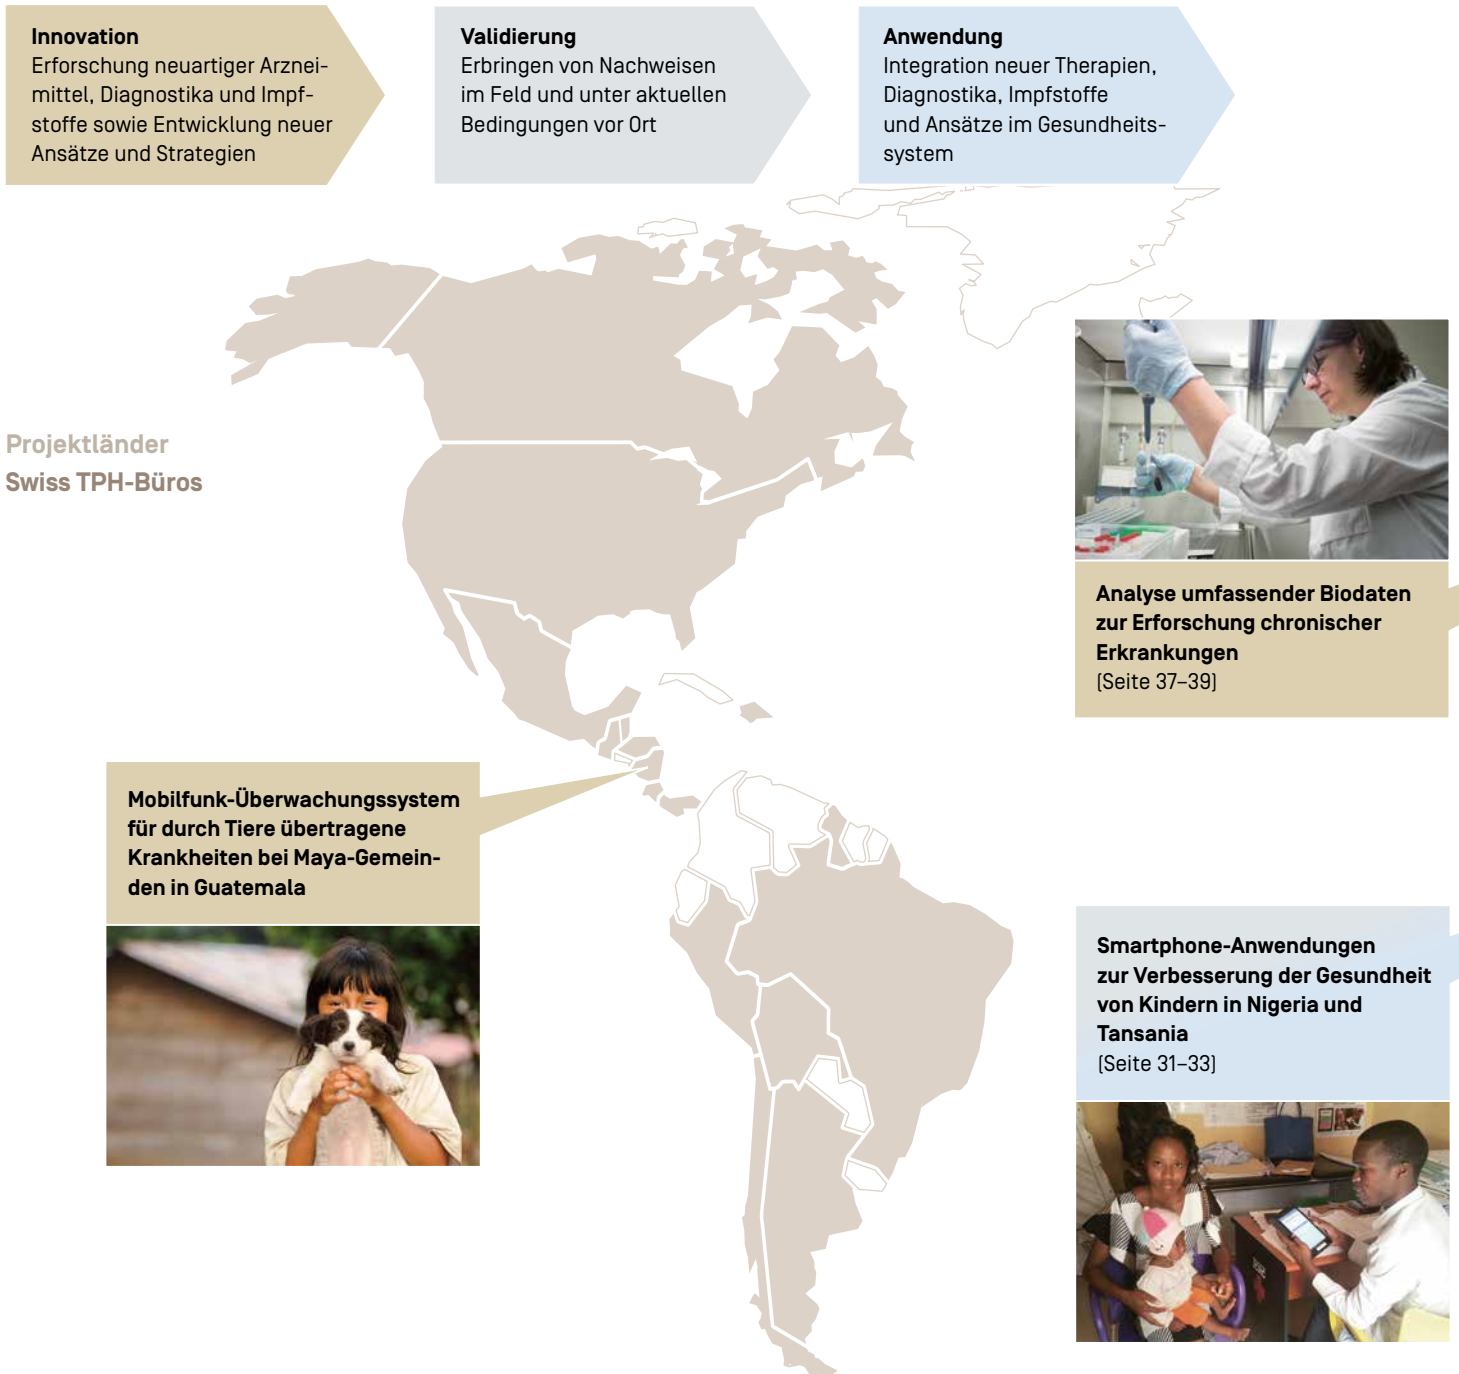 Innovation
Erforschung neuartiger Arznei-
mittel, Diagnostika und Impf-
stoffe sowie Entwicklung neuer
Ansätze und Strategien
Validierung
Erbringen von Nachweisen
im Feld und unter aktuellen
Bedingungen vor Ort
Anwendung
Integration neuer Therapien,
Diagnostika, Impfstoffe
und Ansätze im Gesundheits-
system
Projektländer
Swiss TPH-Büros
Analyse umfassender Biodaten
zur Erforschung chronischer
Erkrankungen
(Seite 37–39)
Mobilfunk-Überwachungssystem
für durch Tiere übertragene
Krankheiten bei Maya-Gemein-
den in Guatemala
Smartphone-Anwendungen
zur Verbesserung der Gesundheit
von Kindern in Nigeria und
Tansania
(Seite 31–33)